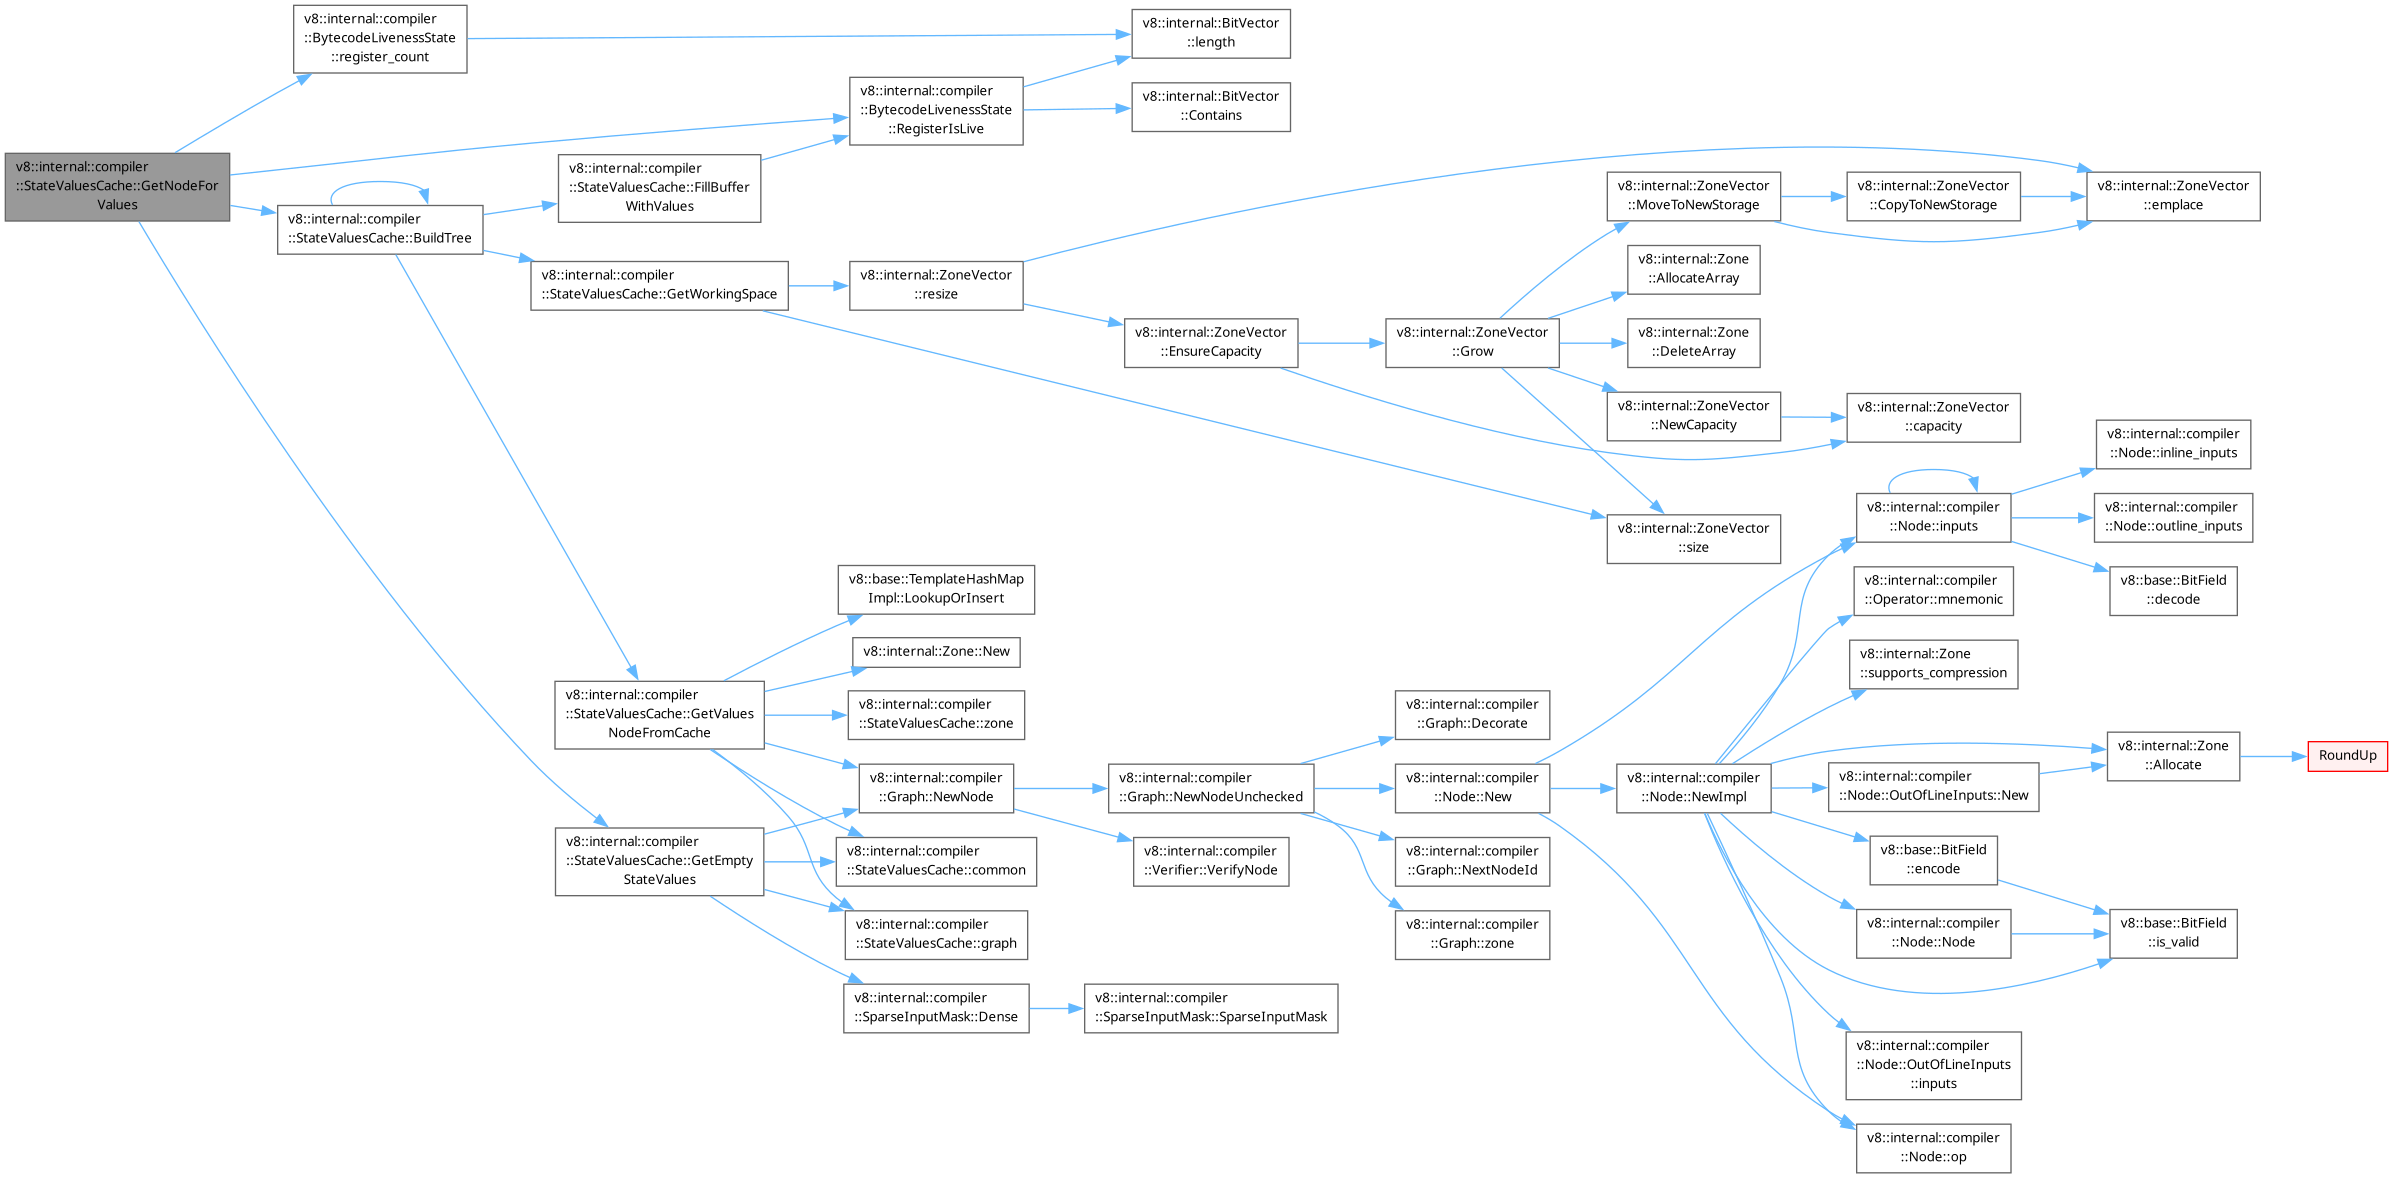 v8::internal::compiler
::StateValuesCache::GetNodeFor
Values
v8::internal::compiler
::BytecodeLivenessState
::register_count
v8::internal::compiler
::StateValuesCache::BuildTree
v8::internal::compiler
::StateValuesCache::FillBuffer
WithValues
v8::internal::compiler
::StateValuesCache::GetWorkingSpace
v8::internal::compiler
::StateValuesCache::GetValues
NodeFromCache
v8::internal::compiler
::StateValuesCache::GetEmpty
StateValues
v8::internal::compiler
::BytecodeLivenessState
::RegisterIsLive
v8::internal::ZoneVector
::resize
v8::base::TemplateHashMap
Impl::LookupOrInsert
v8::internal::Zone::New
v8::internal::compiler
::StateValuesCache::zone
v8::internal::compiler
::Graph::NewNode
v8::internal::compiler
::StateValuesCache::common
v8::internal::compiler
::StateValuesCache::graph
v8::internal::compiler
::SparseInputMask::Dense
v8::internal::BitVector
::length
v8::internal::BitVector
::Contains
v8::internal::ZoneVector
::EnsureCapacity
v8::internal::compiler
::Graph::NewNodeUnchecked
v8::internal::compiler
::Verifier::VerifyNode
v8::internal::compiler
::SparseInputMask::SparseInputMask
v8::internal::ZoneVector
::Grow
v8::internal::compiler
::Graph::Decorate
v8::internal::compiler
::Node::New
v8::internal::compiler
::Graph::NextNodeId
v8::internal::compiler
::Graph::zone
v8::internal::ZoneVector
::MoveToNewStorage
v8::internal::Zone
::AllocateArray
v8::internal::Zone
::DeleteArray
v8::internal::ZoneVector
::NewCapacity
v8::internal::ZoneVector
::size
v8::internal::compiler
::Node::NewImpl
v8::internal::ZoneVector
::CopyToNewStorage
v8::internal::ZoneVector
::capacity
v8::internal::compiler
::Node::inputs
v8::internal::compiler
::Operator::mnemonic
v8::internal::Zone
::supports_compression
v8::internal::compiler
::Node::OutOfLineInputs::New
v8::base::BitField
::encode
v8::internal::compiler
::Node::Node
v8::internal::compiler
::Node::OutOfLineInputs
::inputs
v8::internal::compiler
::Node::op
v8::internal::ZoneVector
::emplace
v8::internal::compiler
::Node::inline_inputs
v8::internal::compiler
::Node::outline_inputs
v8::base::BitField
::decode
v8::internal::Zone
::Allocate
v8::base::BitField
::is_valid
RoundUp